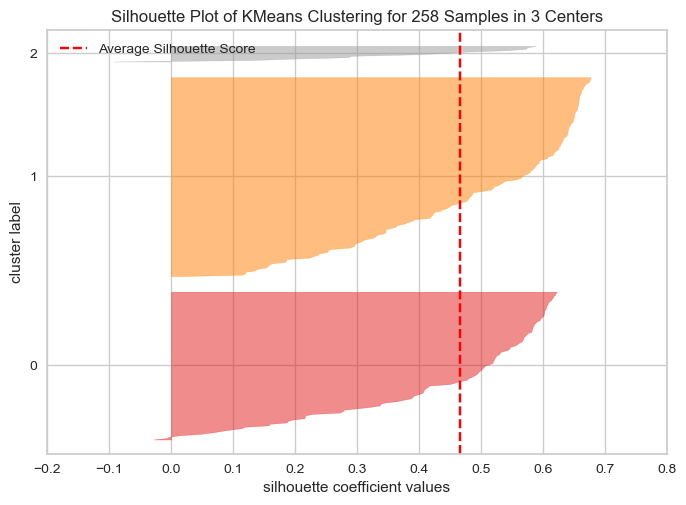 Silhouette Plot of KMeans Clustering for 258 Samples in 3 Centers
Average Silhouette Score
cluster label
2
1
0
−0.2 −0.1 0.0 0.1 0.2 0.3 0.4 0.5 0.6 0.7 0.8
silhouette coefficient values